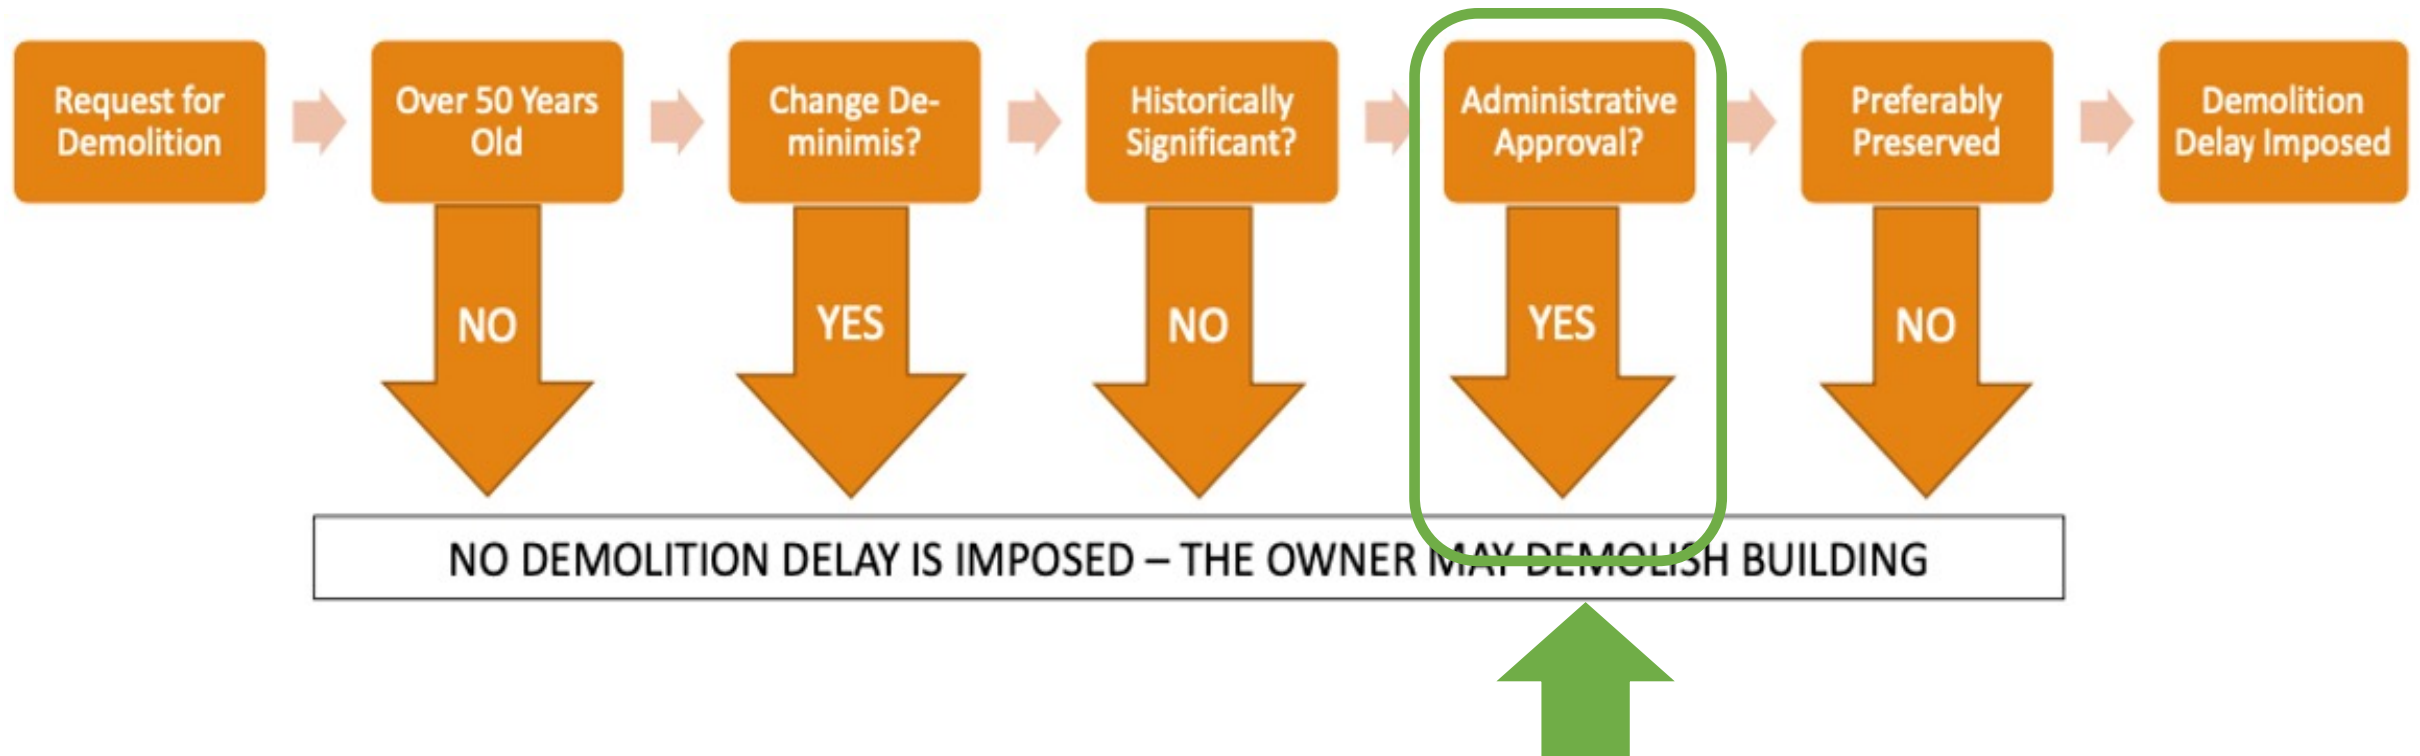 Request for
Demolition
Over 50 Years
Old
Change De-
minimis?
Historically
Significant?
Administrative
Approval?
Preferably
Preserved
Demolition
Delay Imposed
NO
YES
NO
YES
NO
NO DEMOLITION DELAY IS IMPOSED – THE OWNER MAY DEMOLISH BUILDING